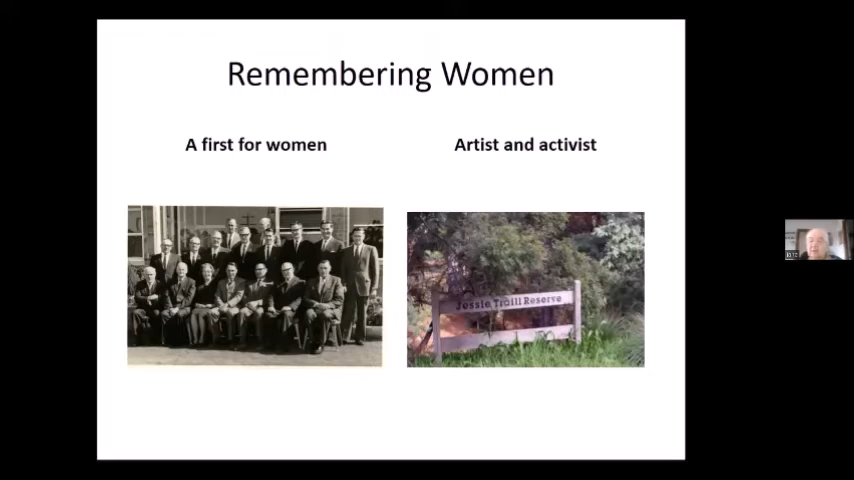 Remembering Women
A first for women
Artist and activist
Jessie Traill Reserve